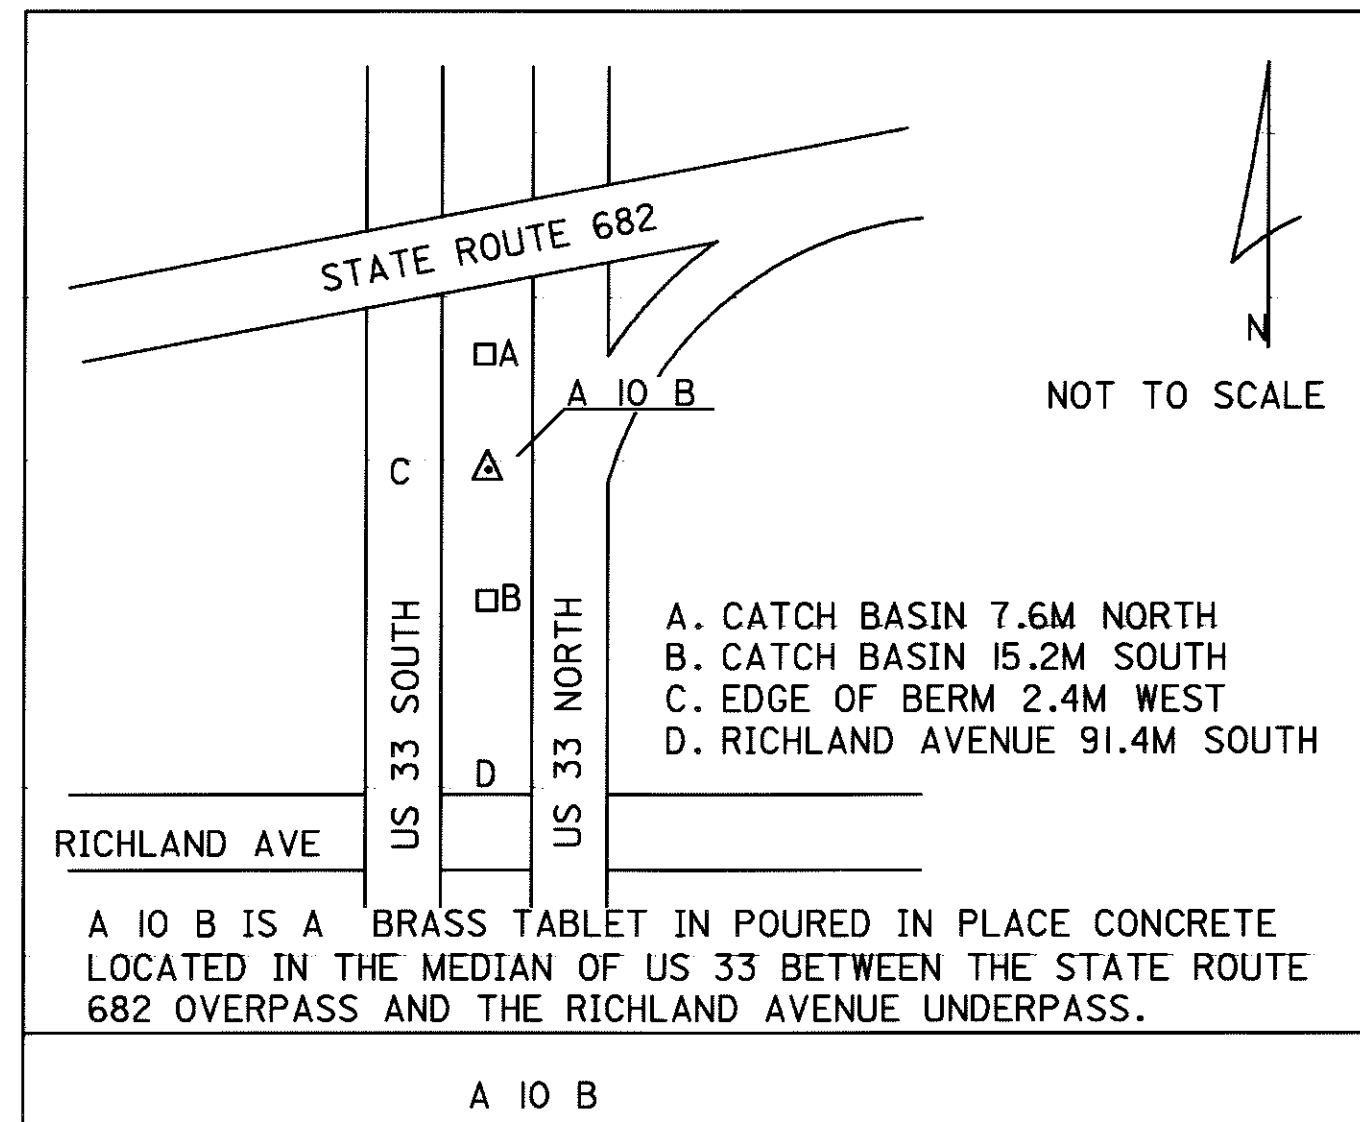 STATE ROUTE 682
A
A 10 B
N
NOT TO SCALE
C
B
US 33 SOUTH
US 33 NORTH
A. CATCH BASIN 7.6M NORTH
B. CATCH BASIN 15.2M SOUTH
C. EDGE OF BERM 2.4M WEST
D. RICHLAND AVENUE 91.4M SOUTH
D
RICHLAND AVE
A 10 B IS A BRASS TABLET IN POURED IN PLACE CONCRETE
LOCATED IN THE MEDIAN OF US 33 BETWEEN THE STATE ROUTE
682 OVERPASS AND THE RICHLAND AVENUE UNDERPASS.
A 10 B